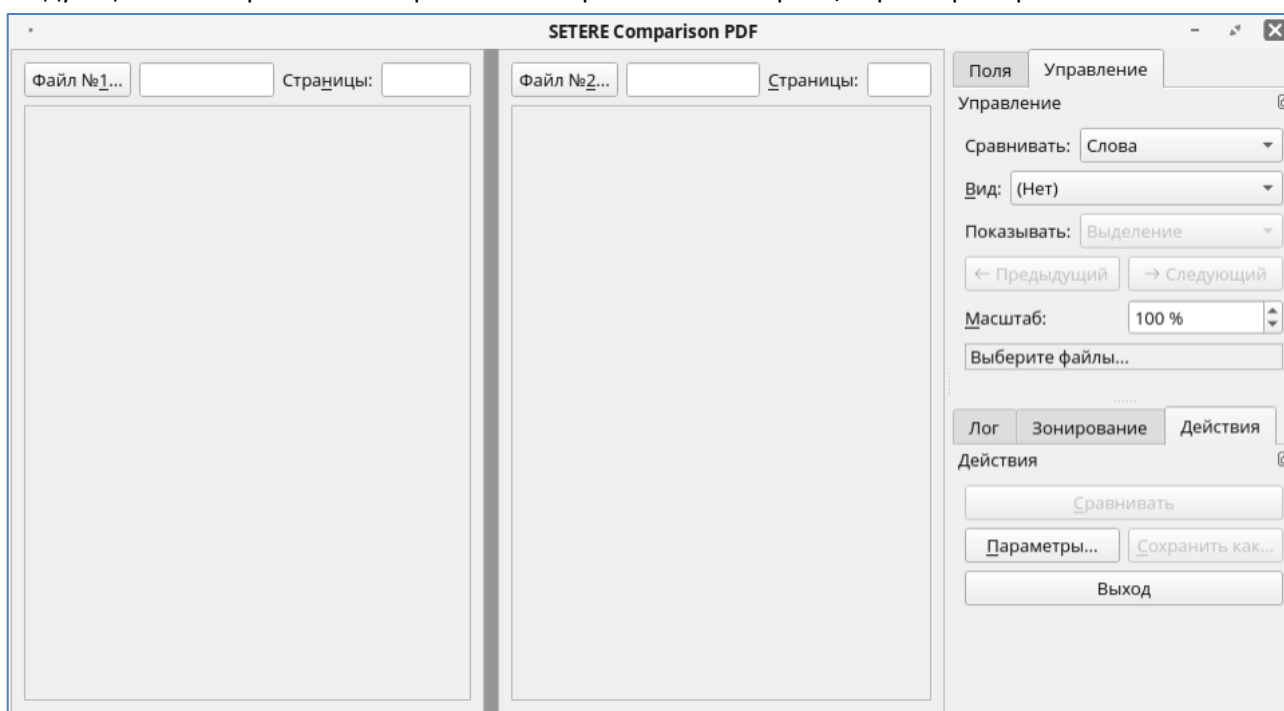 SETERE Comparison PDF
Файл №1... Страницы: Файл №2... Страницы:
Поля Управление
Управление
Сравнивать: Слова
Вид: (Нет)
Показывать: Выделение
← Предыдущий → Следующий
Масштаб: 100 %
Выберите файлы...
Лог Зонирование Действия
Действия
Сравнивать
Параметры... Сохранить как...
Выход